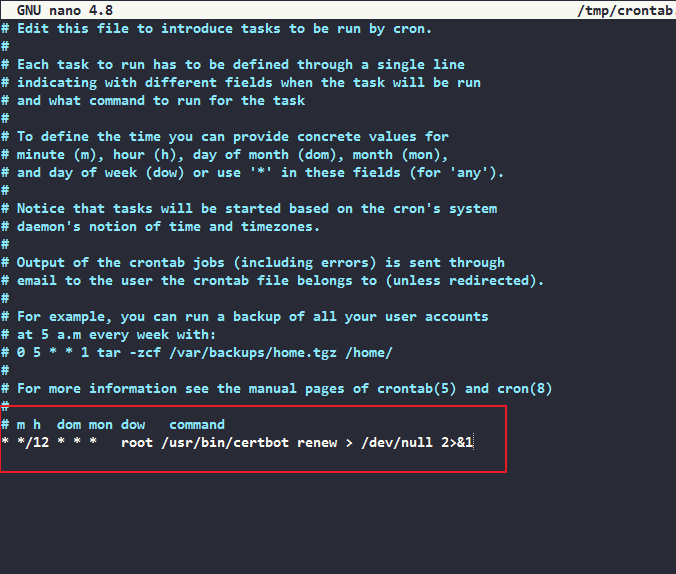 GNU nano 4.8 /tmp/crontab.
# Edit this file to introduce tasks to be run by cron.
#
# Each task to run has to be defined through a single line
# indicating with different fields when the task will be run
# and what command to run for the task
#
# To define the time you can provide concrete values for
# minute (m), hour (h), day of month (dom), month (mon),
# and day of week (dow) or use '*' in these fields (for 'any').
#
# Notice that tasks will be started based on the cron's system
# daemon's notion of time and timezones.
#
# Output of the crontab jobs (including errors) is sent through
# email to the user the crontab file belongs to (unless redirected).
#
# For example, you can run a backup of all your user accounts
# at 5 a.m every week with:
# 0 5 * * 1 tar -zcf /var/backups/home.tgz /home/
#
# For more information see the manual pages of crontab(5) and cron(8)
#
# m h  dom mon dow   command
* */12 * * *   root /usr/bin/certbot renew > /dev/null 2>&1